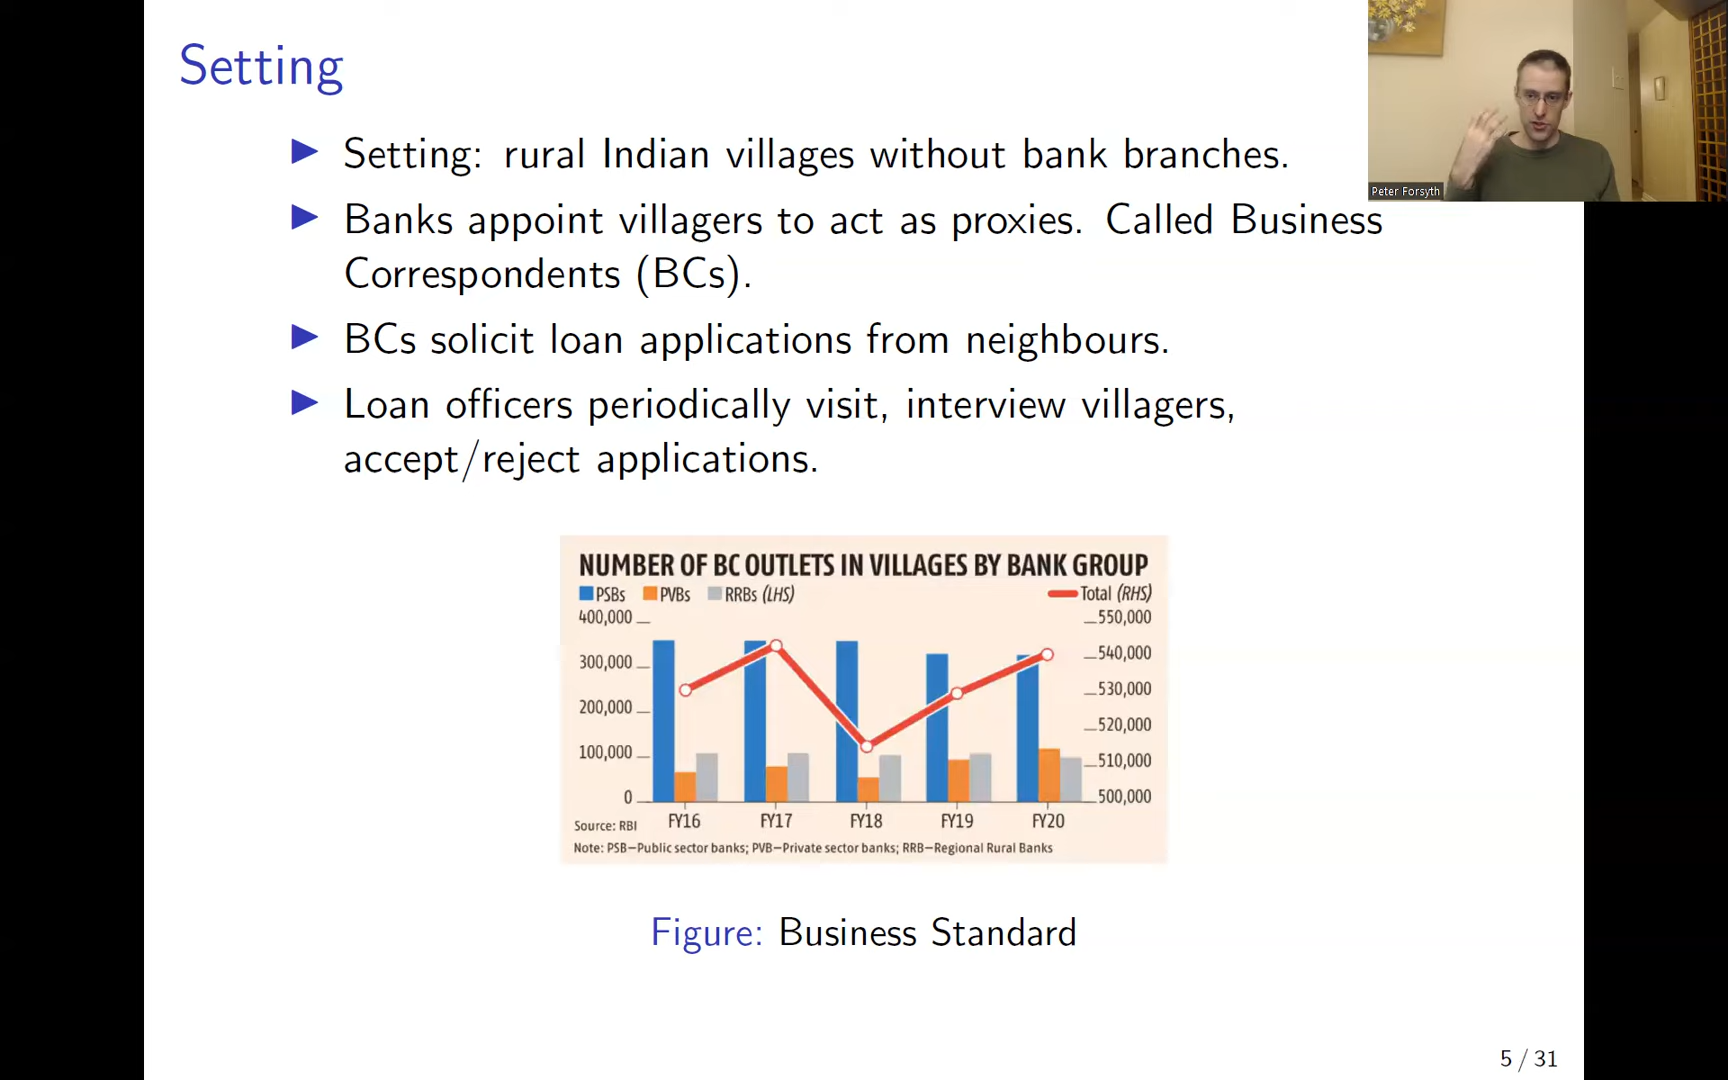 Setting
Peter Forsyth
▶ Setting: rural Indian villages without bank branches.
▶ Banks appoint villagers to act as proxies. Called Business
Correspondents (BCs).
▶ BCs solicit loan applications from neighbours.
▶ Loan officers periodically visit, interview villagers,
accept/reject applications.
NUMBER OF BC OUTLETS IN VILLAGES BY BANK GROUP
PSBs PVBs RRBs (LHS) Total (RHS)
400,000 550,000
300,000 540,000
200,000 530,000
100,000 520,000
0 510,000
500,000
Source: RBI FY16 FY17 FY18 FY19 FY20
Note: PSB–Public sector banks; PVB–Private sector banks; RRB–Regional Rural Banks
Figure: Business Standard
5 / 31